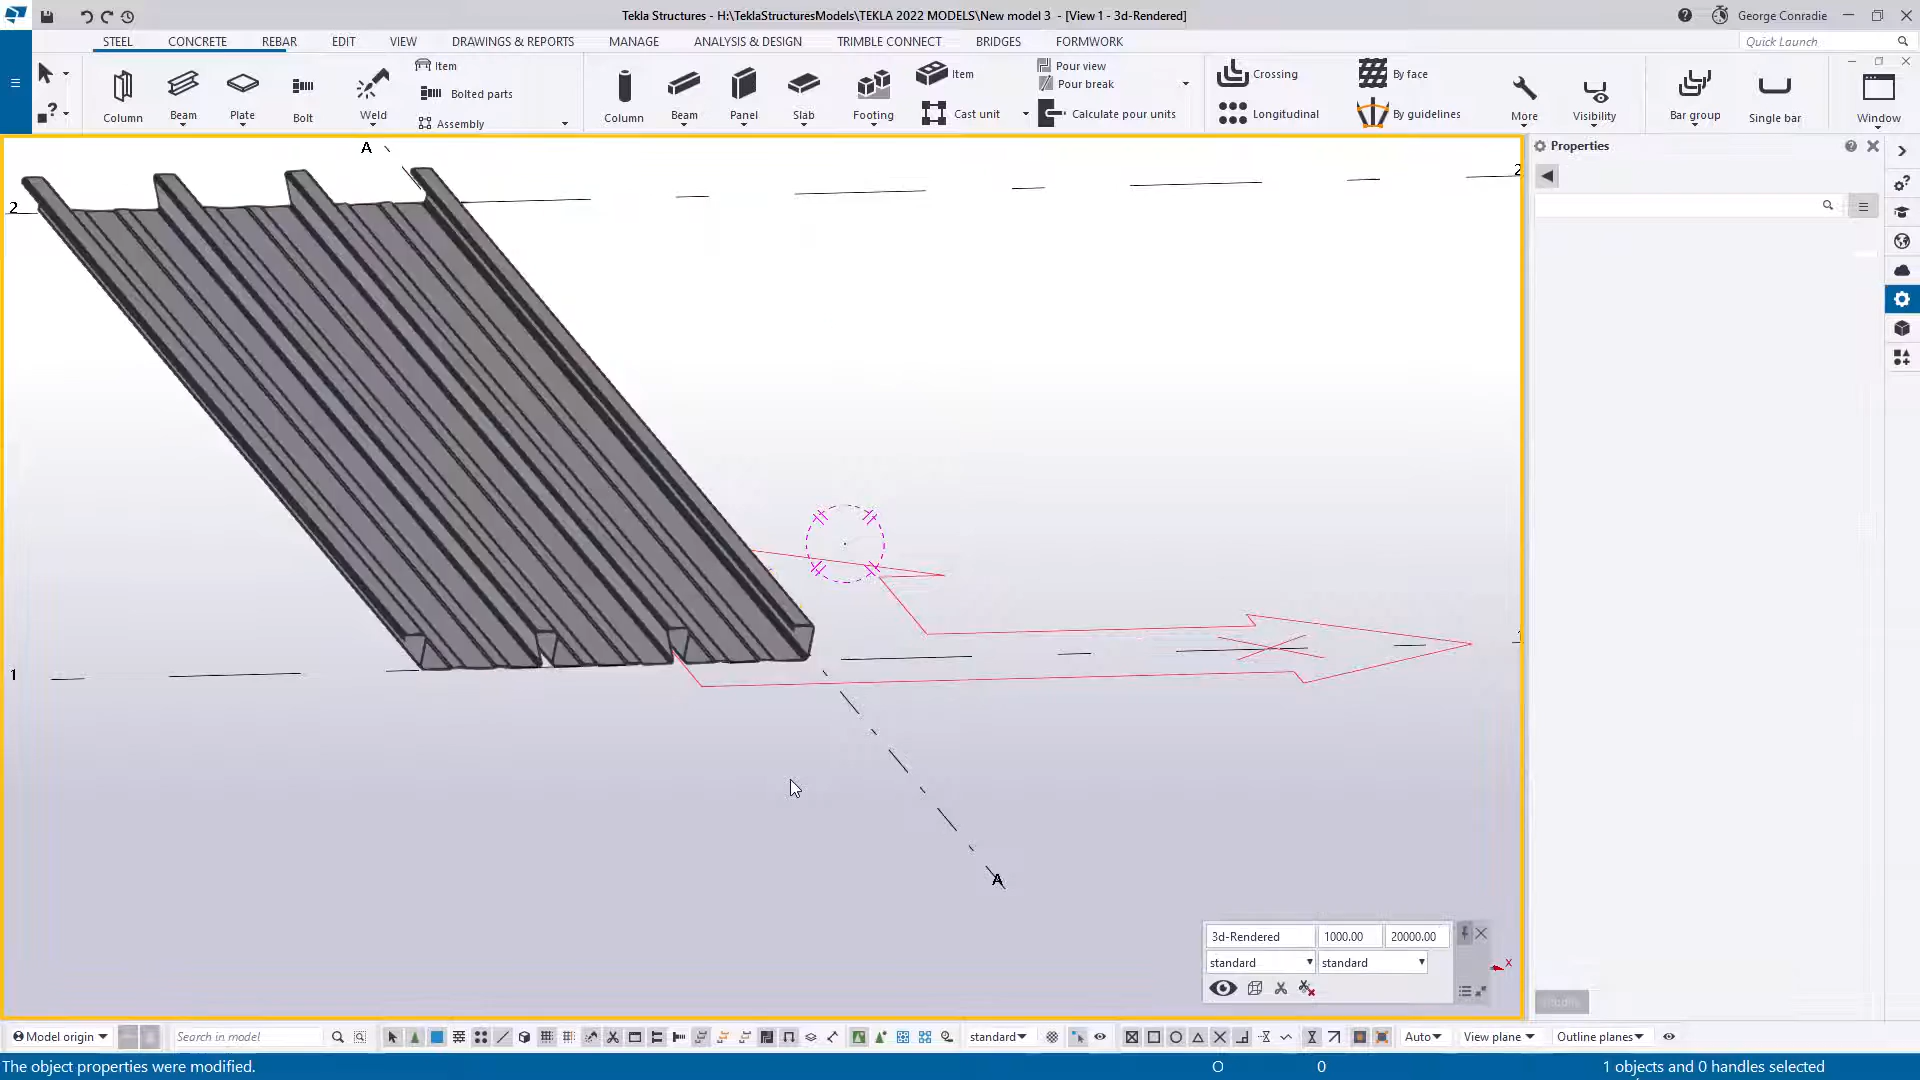 Tekla Structures - H:\TeklaStructuresModels\TEKLA 2022 MODELS\New model 3 - [View 1 - 3d-Rendered]
George Conradie
STEEL CONCRETE REBAR EDIT VIEW DRAWINGS & REPORTS MANAGE ANALYSIS & DESIGN TRIMBLE CONNECT BRIDGES FORMWORK
Quick Launch
Column Beam Plate Bolt Weld
Item
Bolted parts
Assembly
Column Beam Panel Slab Footing
Item
Cast unit
Pour view
Pour break
Calculate pour units
Crossing
Longitudinal
By face
By guidelines
More Visibility Bar group Single bar Window
Properties
A
2
2
1
1
A
3d-Rendered 1000.00 20000.00
standard standard
X
Model origin Search in model standard Auto View plane Outline planes
The object properties were modified. O 0 1 objects and 0 handles selected